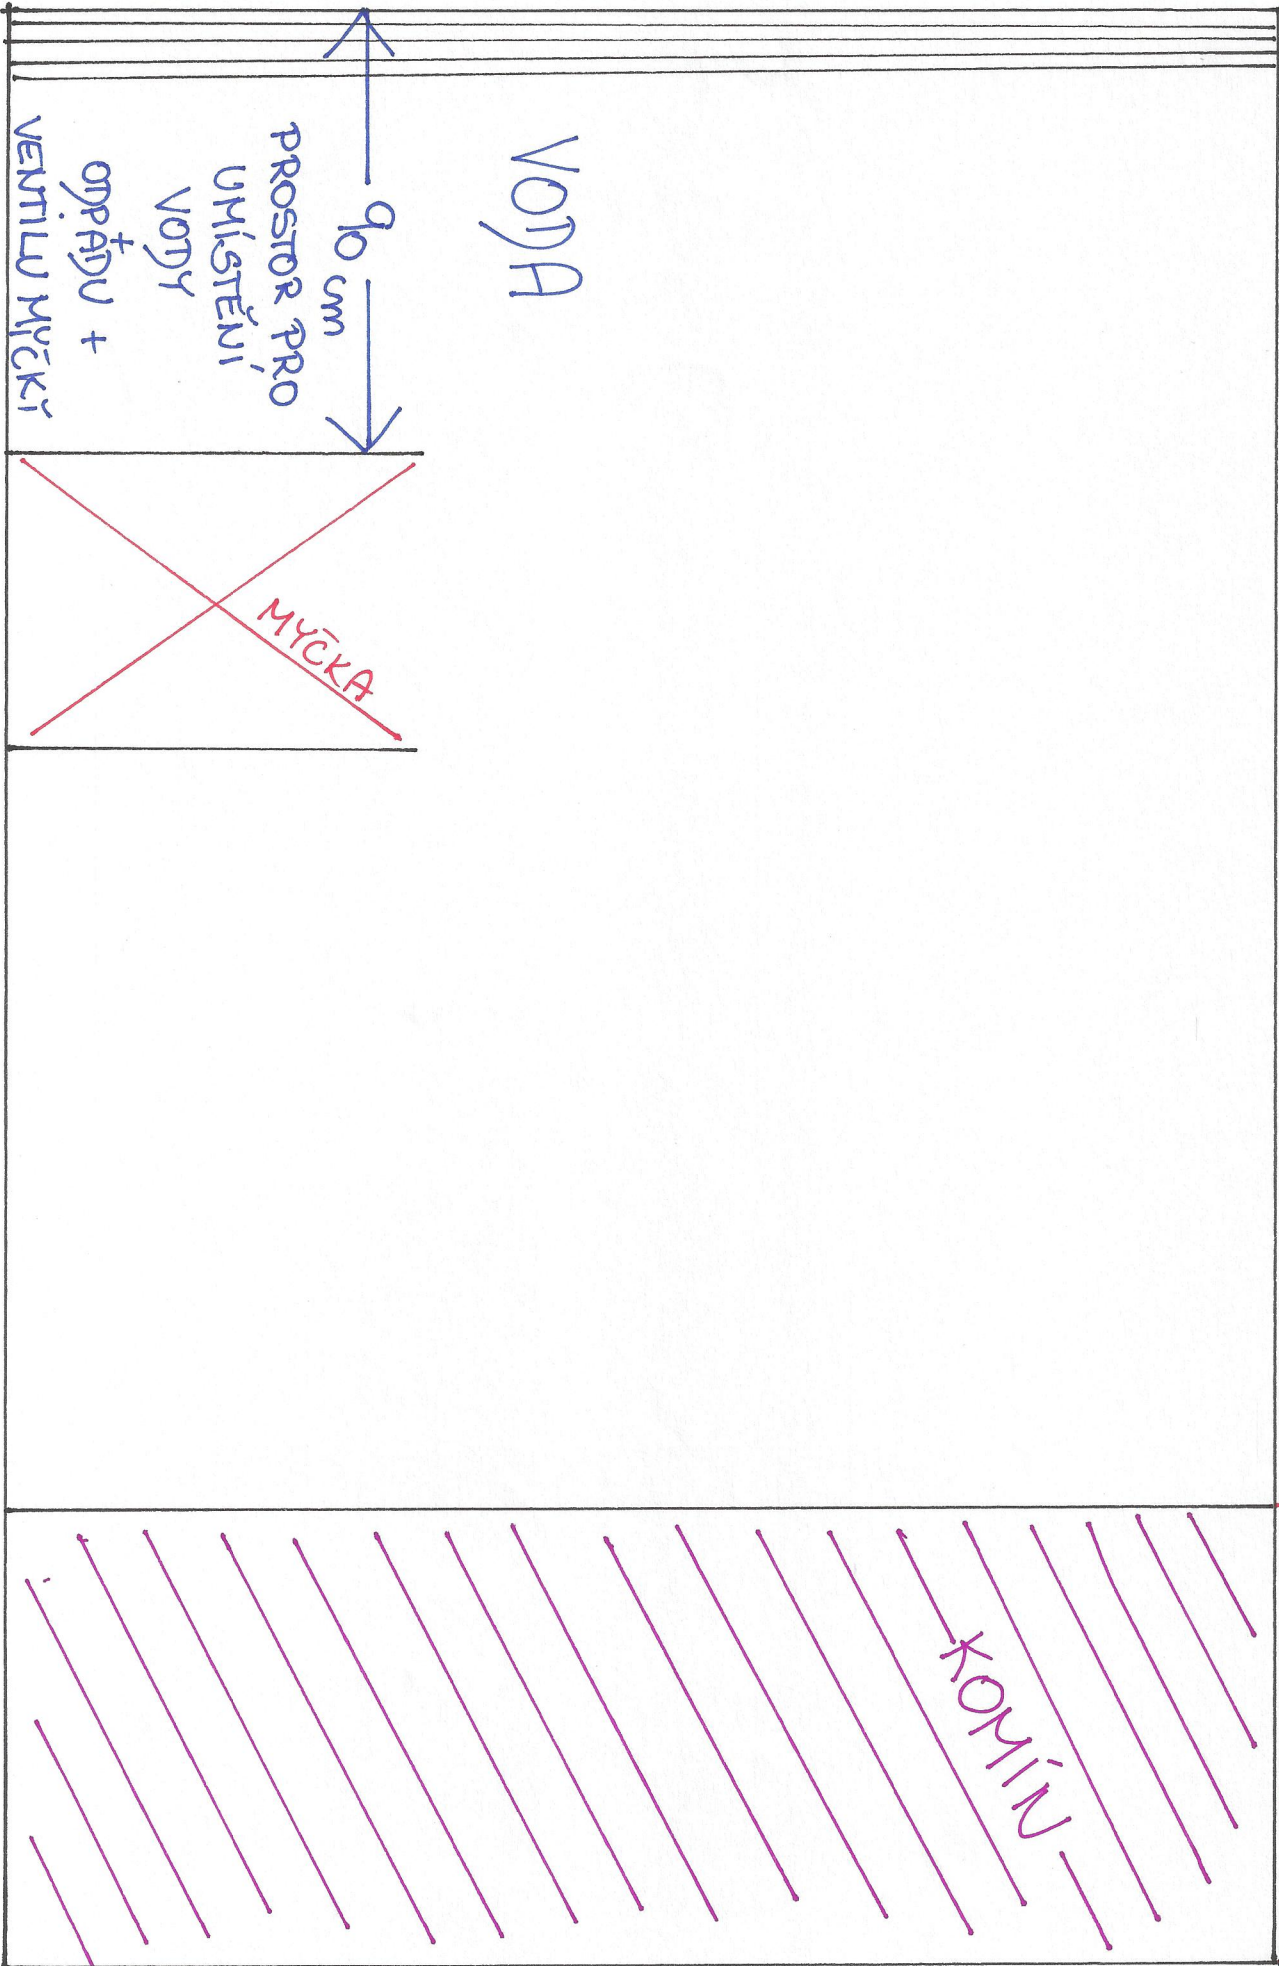 VODA
90 cm
PROSTOR PRO
UMÍSTĚNÍ
VODY
+
ODPADU +
VENTILU MYČKY
MYČKA
KOMÍN